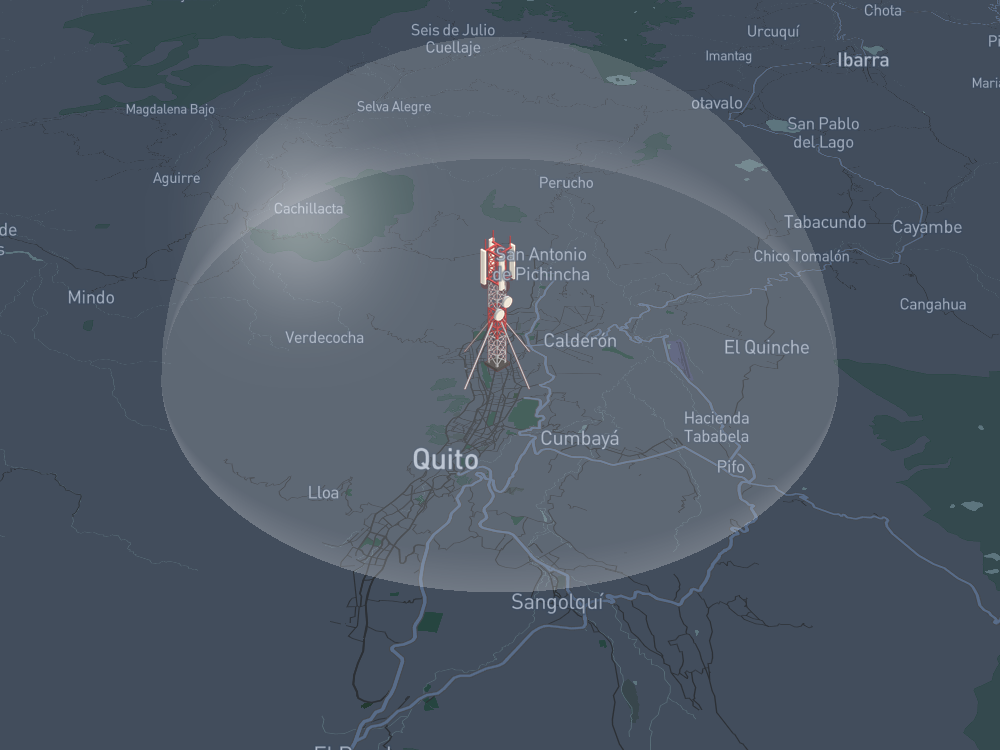 Chota
Seis de Julio
Cuellaje
Urcuquí
Imantag
Ibarra
Magdalena Bajo
Selva Alegre
otavalo
San Pablo
del Lago
Aguirre
Perucho
Cachillacta
Tabacundo
Cayambe
de
San Antonio
de Pichincha
Chico Tomalón
Mindo
Cangahua
Verdecocha
Calderón
El Quinche
Hacienda
Tababela
Cumbayá
Quito
Pifo
Lloa
Sangolquí